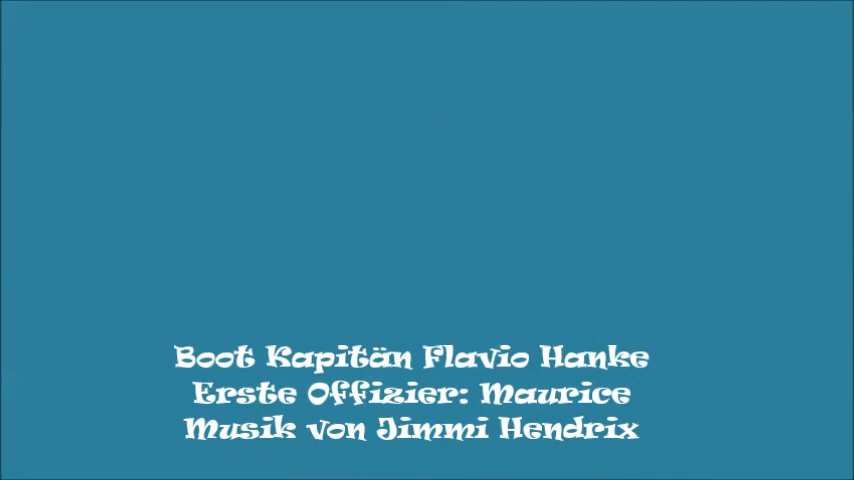 Boot Kapitän Flavio Hanke
Erste Offizier: Maurice
Musik von Jimmi Hendrix